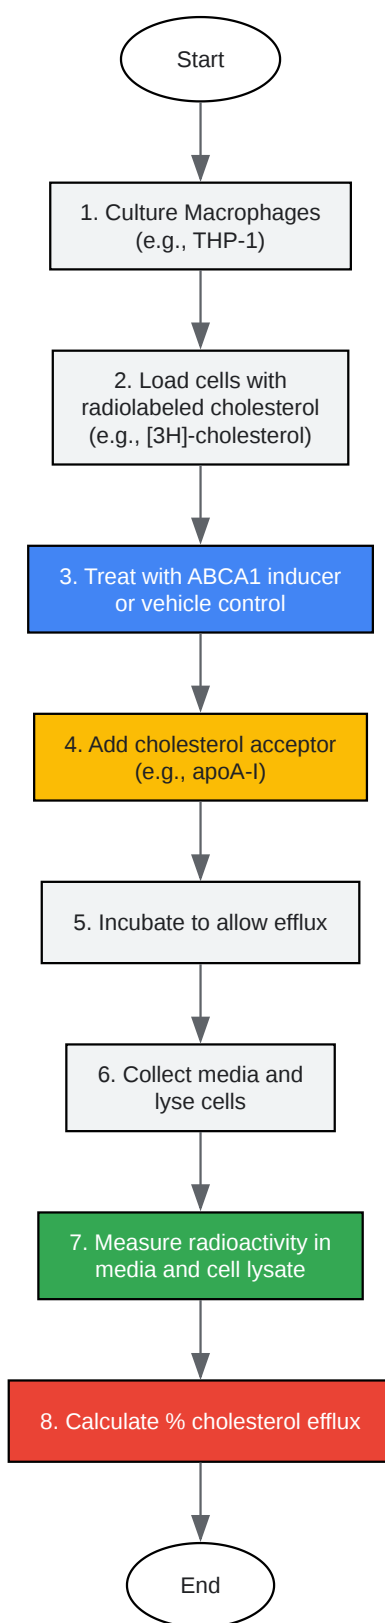 Start
1. Culture Macrophages
(e.g., THP-1)
2. Load cells with
radiolabeled cholesterol
(e.g., [3H]-cholesterol)
3. Treat with ABCA1 inducer
or vehicle control
4. Add cholesterol acceptor
(e.g., apoA-I)
5. Incubate to allow efflux
6. Collect media and
lyse cells
7. Measure radioactivity in
media and cell lysate
8. Calculate % cholesterol efflux
End